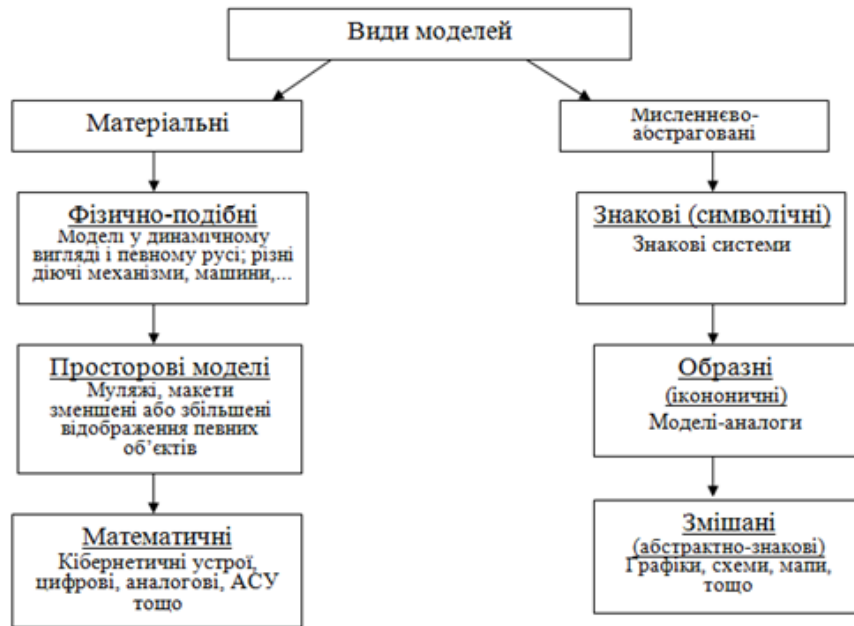 Види моделей
Матеріальні
Мисленнєво-
абстраговані
Фізично-подібні
Моделі у динамічному
вигляді і певному русі; різні
діючі механізми, машини,...
Знакові (символічні)
Знакові системи
Просторові моделі
Муляжі, макети
зменшені або збільшені
відображення певних
об’єктів
Образні
(ікононичні)
Моделі-аналоги
Математичні
Кібернетичні устрої,
цифрові, аналогові, АСУ
тощо
Змішані
(абстрактно-знакові)
Графіки, схеми, мапи,
тощо